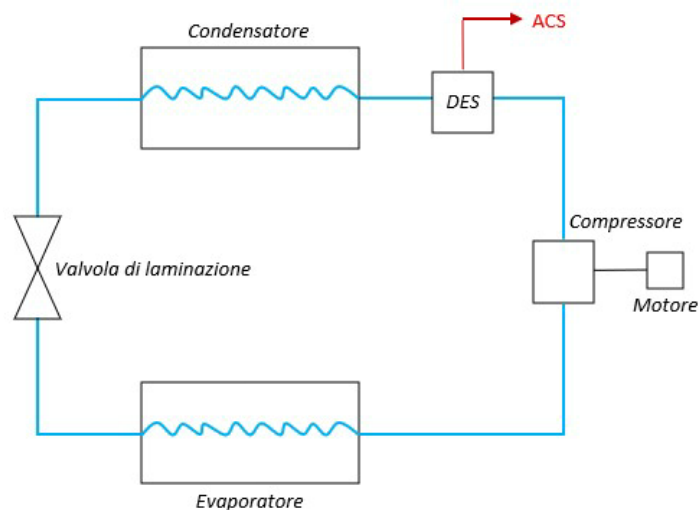 Condensatore
ACS
DES
Compressore
Valvola di laminazione
Motore
Evaporatore